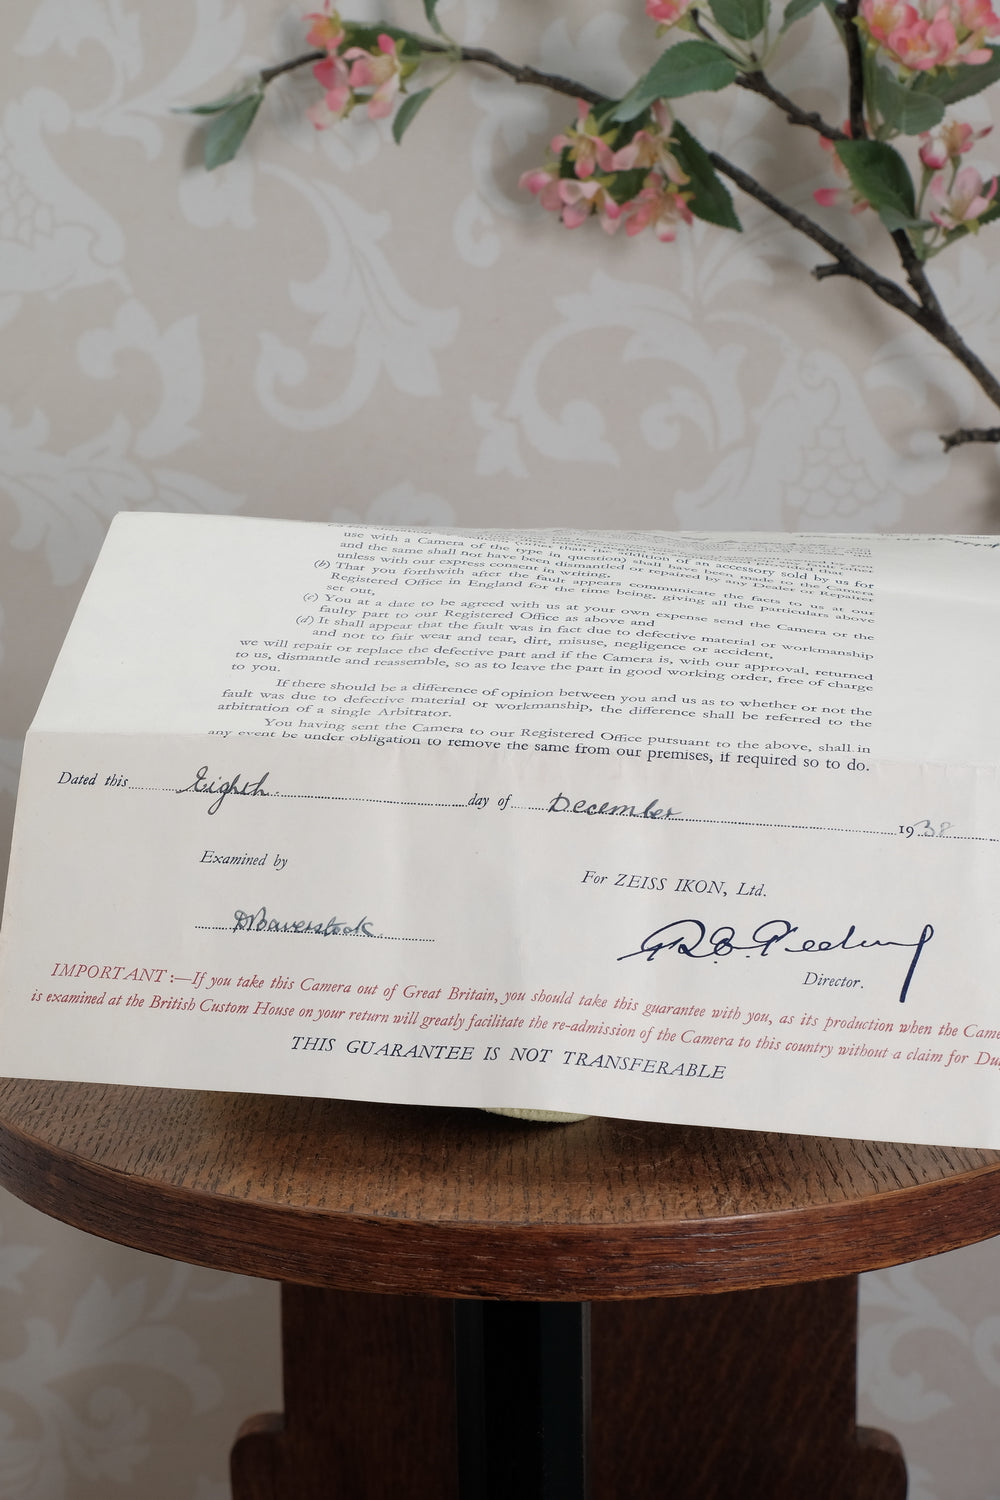 use with a Camera of the type in question) shall have been made to the Camera
and the same shall not have been dismantled or repaired by any Dealer or Repairer
unless with our express consent in writing.
(b) That you forthwith after the fault appears communicate the facts to us at our
Registered Office in England for the time being, giving all the particulars above
set out,
(c) You at a date to be agreed with us at your own expense send the Camera or the
faulty part to our Registered Office as above and
(d) It shall appear that the fault was in fact due to defective material or workmanship
and not to fair wear and tear, dirt, misuse, negligence or accident,
we will repair or replace the defective part and if the Camera is, with our approval, returned
to us, dismantle and reassemble, so as to leave the part in good working order, free of charge
to you.
If there should be a difference of opinion between you and us as to whether or not the
fault was due to defective material or workmanship, the difference shall be referred to the
arbitration of a single Arbitrator.
You having sent the Camera to our Registered Office pursuant to the above, shall in
any event be under obligation to remove the same from our premises, if required so to do.
Dated this Eighth day of December 1938
Examined by
For ZEISS IKON, Ltd.
Director.
IMPORTANT :—If you take this Camera out of Great Britain, you should take this guarantee with you, as its production when the Came
is examined at the British Custom House on your return will greatly facilitate the re-admission of the Camera to this country without a claim for Du
THIS GUARANTEE IS NOT TRANSFERABLE